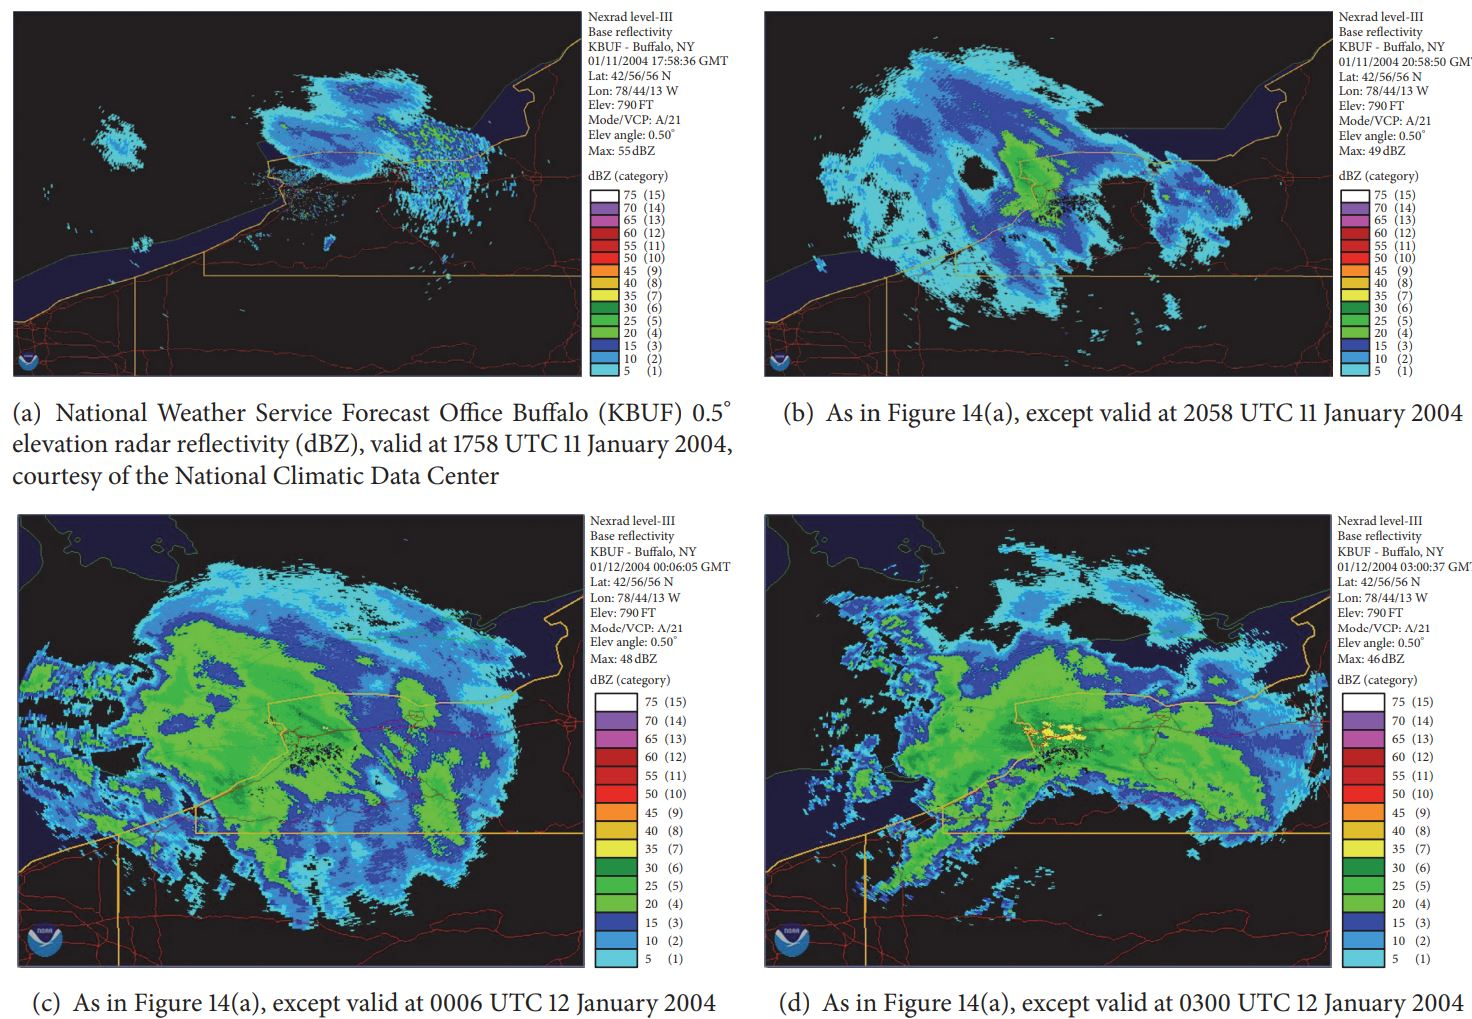 Nexrad level-III
Base reflectivity
KBUF - Buffalo, NY
01/11/2004 17:58:36 GMT
Lat: 42/56/56 N
Lon: 78/44/13 W
Elev: 790 FT
Mode/VCP: A/21
Elev angle: 0.50°
Max: 55 dBZ
dBZ (category)
75 (15)
70 (14)
65 (13)
60 (12)
55 (11)
50 (10)
45 (9)
40 (8)
35 (7)
30 (6)
25 (5)
20 (4)
15 (3)
10 (2)
5 (1)
(a) National Weather Service Forecast Office Buffalo (KBUF) 0.5°
elevation radar reflectivity (dBZ), valid at 1758 UTC 11 January 2004,
courtesy of the National Climatic Data Center
Nexrad level-III
Base reflectivity
KBUF - Buffalo, NY
01/11/2004 20:58:50 GMT
Lat: 42/56/56 N
Lon: 78/44/13 W
Elev: 790 FT
Mode/VCP: A/21
Elev angle: 0.50°
Max: 49 dBZ
dBZ (category)
75 (15)
70 (14)
65 (13)
60 (12)
55 (11)
50 (10)
45 (9)
40 (8)
35 (7)
30 (6)
25 (5)
20 (4)
15 (3)
10 (2)
5 (1)
(b) As in Figure 14(a), except valid at 2058 UTC 11 January 2004
Nexrad level-III
Base reflectivity
KBUF - Buffalo, NY
01/12/2004 00:06:05 GMT
Lat: 42/56/56 N
Lon: 78/44/13 W
Elev: 790 FT
Mode/VCP: A/21
Elev angle: 0.50°
Max: 48 dBZ
dBZ (category)
75 (15)
70 (14)
65 (13)
60 (12)
55 (11)
50 (10)
45 (9)
40 (8)
35 (7)
30 (6)
25 (5)
20 (4)
15 (3)
10 (2)
5 (1)
NOAA
(c) As in Figure 14(a), except valid at 0006 UTC 12 January 2004
Nexrad level-III
Base reflectivity
KBUF - Buffalo, NY
01/12/2004 03:00:37 GMT
Lat: 42/56/56 N
Lon: 78/44/13 W
Elev: 790 FT
Mode/VCP: A/21
Elev angle: 0.50°
Max: 46 dBZ
dBZ (category)
75 (15)
70 (14)
65 (13)
60 (12)
55 (11)
50 (10)
45 (9)
40 (8)
35 (7)
30 (6)
25 (5)
20 (4)
15 (3)
10 (2)
5 (1)
NOAA
(d) As in Figure 14(a), except valid at 0300 UTC 12 January 2004